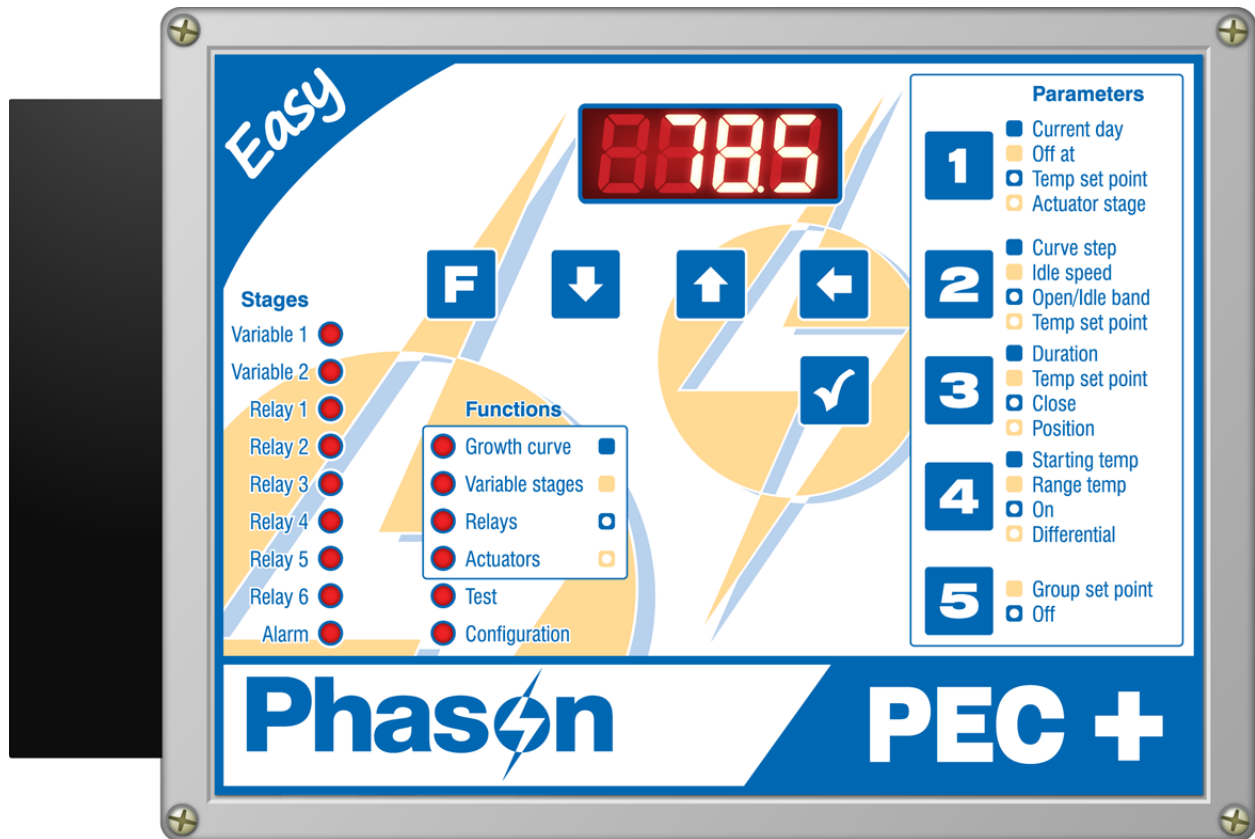 Easy
78.5
F
Stages
Variable 1
Variable 2
Relay 1
Relay 2
Relay 3
Relay 4
Relay 5
Relay 6
Alarm
Functions
Growth curve
Variable stages
Relays
Actuators
Test
Configuration
Parameters
1
Current day
Off at
Temp set point
Actuator stage
2
Curve step
Idle speed
Open/Idle band
Temp set point
3
Duration
Temp set point
Close
Position
4
Starting temp
Range temp
On
Differential
5
Group set point
Off
Phason
PEC +